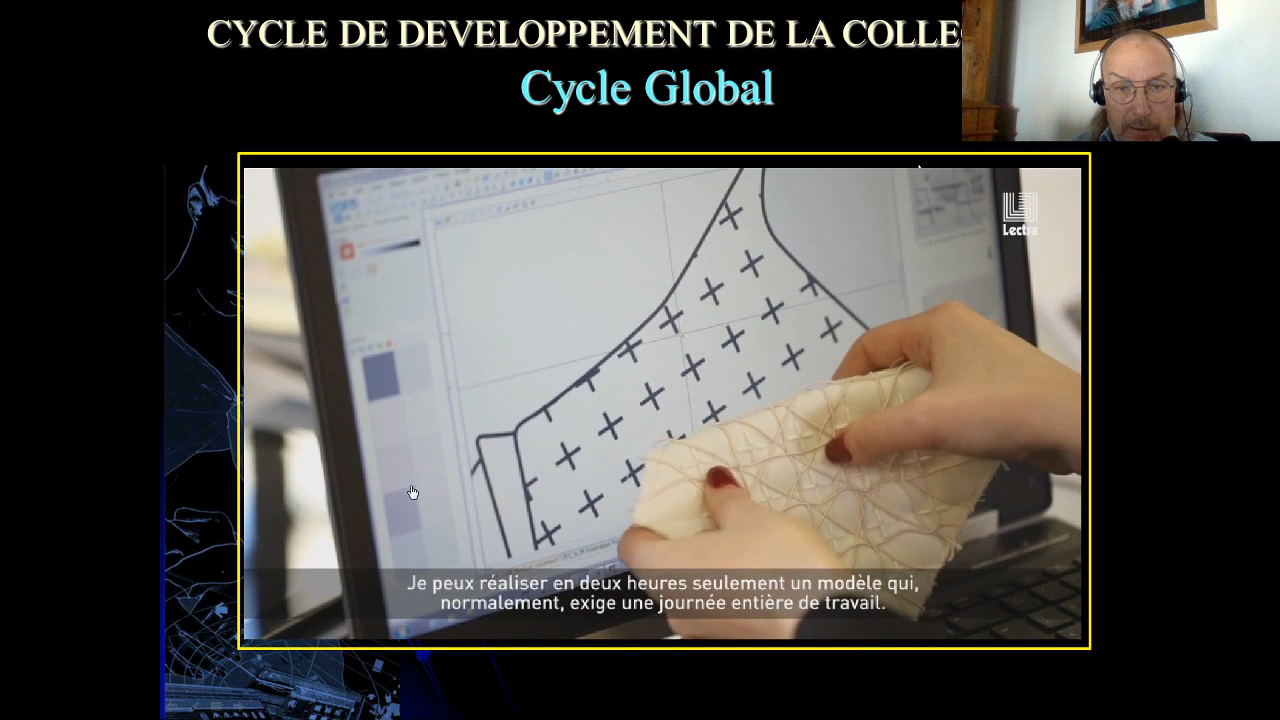 CYCLE DE DEVELOPPEMENT DE LA
Cycle Global
Lectra
Je peux réaliser en deux heures seulement un modèle qui,
normalement, exige une journée entière de travail.